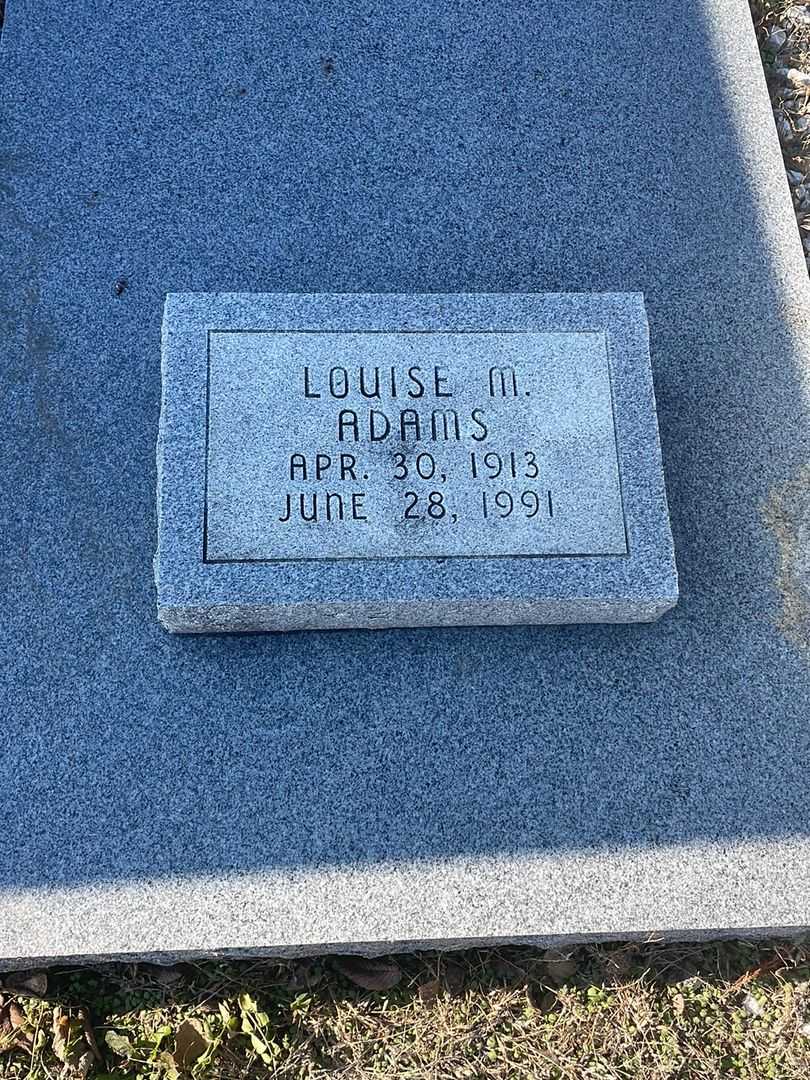 LOUISE M.
ADAMS
APR. 30, 1913
JUNE 28, 1991